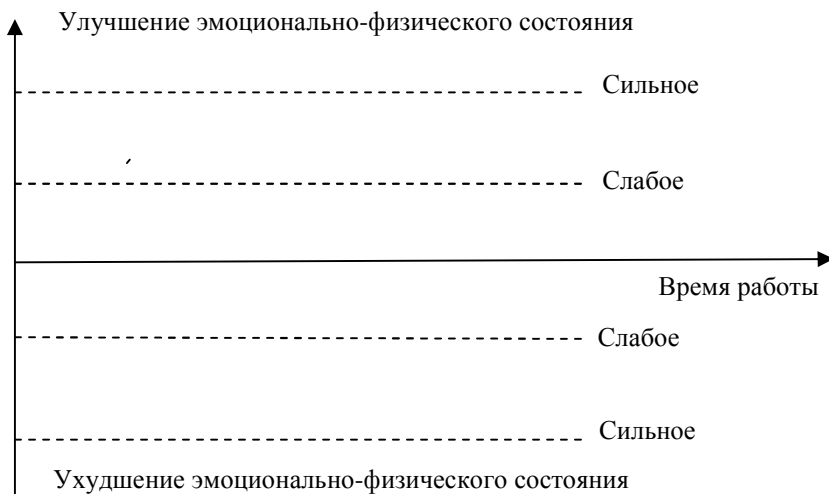 Улучшение эмоционально-физического состояния
Сильное
Слабое
Время работы
Слабое
Сильное
Ухудшение эмоционально-физического состояния